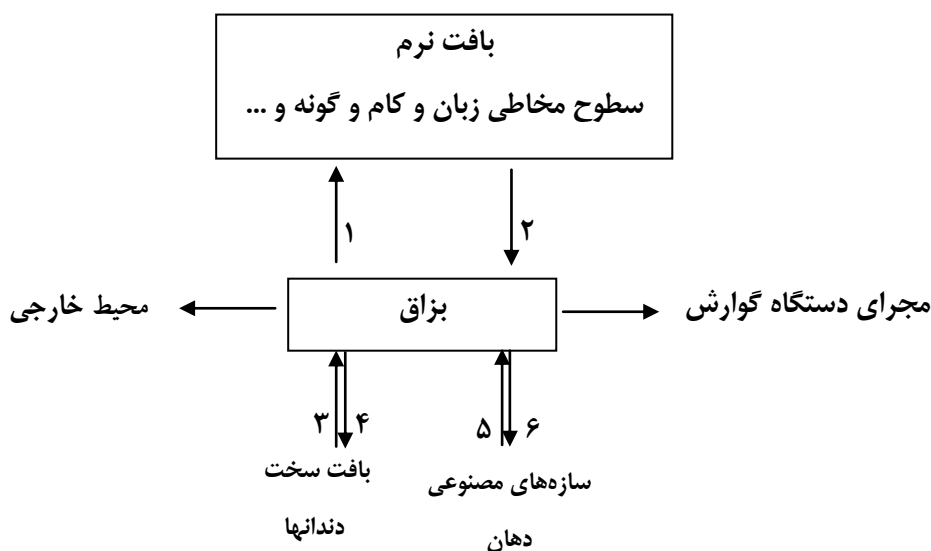 بافت نرم
سطوح مخاطی زبان و کام و گونه و ...
۱
۲
مجرای دستگاه گوارش
بزاق
محیط خارجی
۳
۴
۵
۶
بافت سخت
دندانها
سازه‌های مصنوعی
دهان